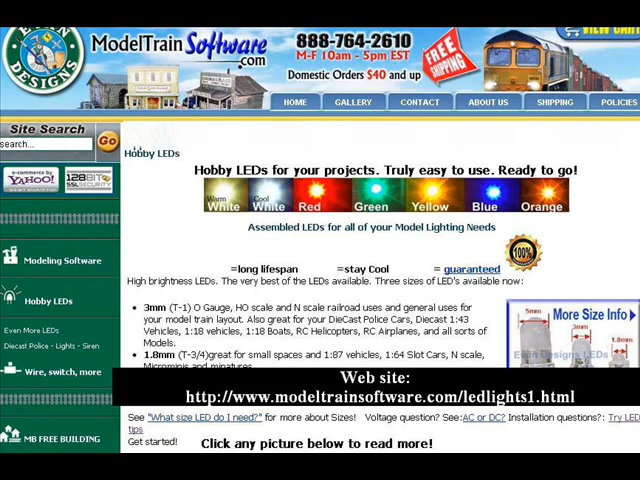 EVAN
DESIGNS
ModelTrain Software
.com
888-764-2610
M-F 10am - 5pm EST
Domestic Orders $40 and up
FREE
SHIPPING
VIEW CART
HOME
GALLERY
CONTACT
ABOUT US
SHIPPING
POLICIES
Site Search
search...
Go
e-commerce by
YAHOO!
128BIT
SSL SECURITY
Modeling Software
Hobby LEDs
Even More LEDs
Diecast Police - Lights - Siren
Wire, switch, more
MB FREE BUILDING
Hobby LEDs
Hobby LEDs for your projects. Truly easy to use. Ready to go!
Warm White
Cool White
Red
Green
Yellow
Blue
Orange
Assembled LEDs for all of your Model Lighting Needs
100%
=long lifespan =stay Cool = guaranteed
High brightness LEDs. The very best of the LEDs available. Three sizes of LED's available now:
• 3mm (T-1) O Gauge, HO scale and N scale railroad uses and general uses for
your model train layout. Also great for your DieCast Police Cars, Diecast 1:43
Vehicles, 1:18 vehicles, 1:18 Boats, RC Helicopters, RC Airplanes, and all sorts of
Models.
• 1.8mm (T-3/4)great for small spaces and 1:87 vehicles, 1:64 Slot Cars, N scale,
More Size Info
5mm
3mm
1.8mm
Evan Designs LEDs
Web site:
http://www.modeltrainsoftware.com/ledlights1.html
See "What size LED do I need?" for more about Sizes! Voltage question? See:AC or DC? Installation questions?: Try LED
tips
Get started!
Click any picture below to read more!